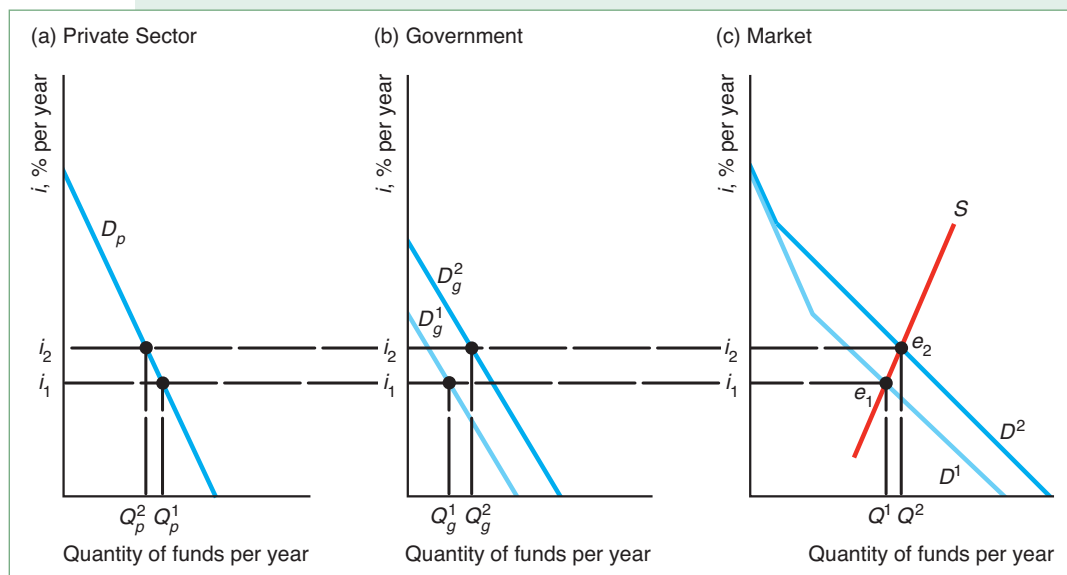 (a) Private Sector
i, % per year
D_p
i_2
i_1
Q_p^2 Q_p^1
Quantity of funds per year
(b) Government
i, % per year
D_g^2
D_g^1
i_2
i_1
Q_g^1 Q_g^2
Quantity of funds per year
(c) Market
i, % per year
S
i_2
e_2
i_1
e_1
D^2
D^1
Q^1 Q^2
Quantity of funds per year